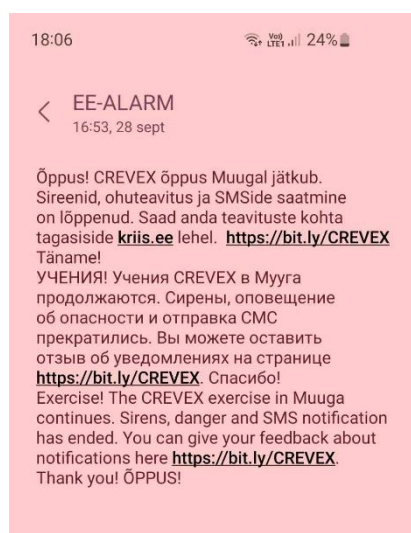 18:06 Vo)) LTE1 24%
EE-ALARM
16:53, 28 sept
Õppus! CREVEX õppus Muugal jätkub.
Sireenid, ohuteavitus ja SMSide saatmine
on lõppenud. Saad anda teavituste kohta
tagasiside kriis.ee lehel. https://bit.ly/CREVEX
Täname!
УЧЕНИЯ! Учения CREVEX в Мууга
продолжаются. Сирены, оповещение
об опасности и отправка СМС
прекратились. Вы можете оставить
отзыв об уведомлениях на странице
https://bit.ly/CREVEX. Спасибо!
Exercise! The CREVEX exercise in Muuga
continues. Sirens, danger and SMS notification
has ended. You can give your feedback about
notifications here https://bit.ly/CREVEX.
Thank you! ÕPPUS!